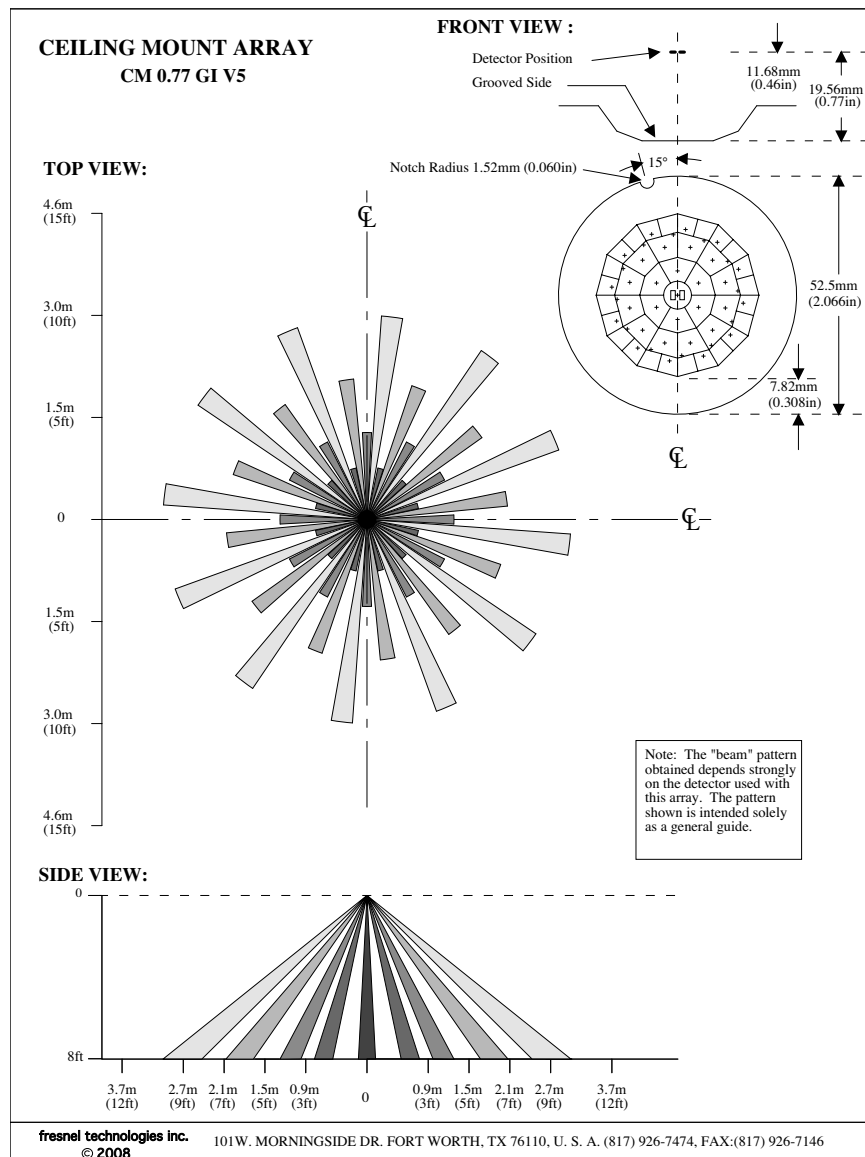 CEILING MOUNT ARRAY
CM 0.77 GI V5
FRONT VIEW :
Detector Position
Grooved Side
11.68mm
(0.46in)
19.56mm
(0.77in)
TOP VIEW:
Notch Radius 1.52mm (0.060in)
15°
52.5mm
(2.066in)
7.82mm
(0.308in)
℄
℄
℄
4.6m
(15ft)
3.0m
(10ft)
1.5m
(5ft)
0
1.5m
(5ft)
3.0m
(10ft)
4.6m
(15ft)
Note: The "beam" pattern
obtained depends strongly
on the detector used with
this array. The pattern
shown is intended solely
as a general guide.
SIDE VIEW:
0
8ft
3.7m
(12ft)
2.7m
(9ft)
2.1m
(7ft)
1.5m
(5ft)
0.9m
(3ft)
0
0.9m
(3ft)
1.5m
(5ft)
2.1m
(7ft)
2.7m
(9ft)
3.7m
(12ft)
fresnel technologies inc.
© 2008
101W. MORNINGSIDE DR. FORT WORTH, TX 76110, U. S. A. (817) 926-7474, FAX:(817) 926-7146